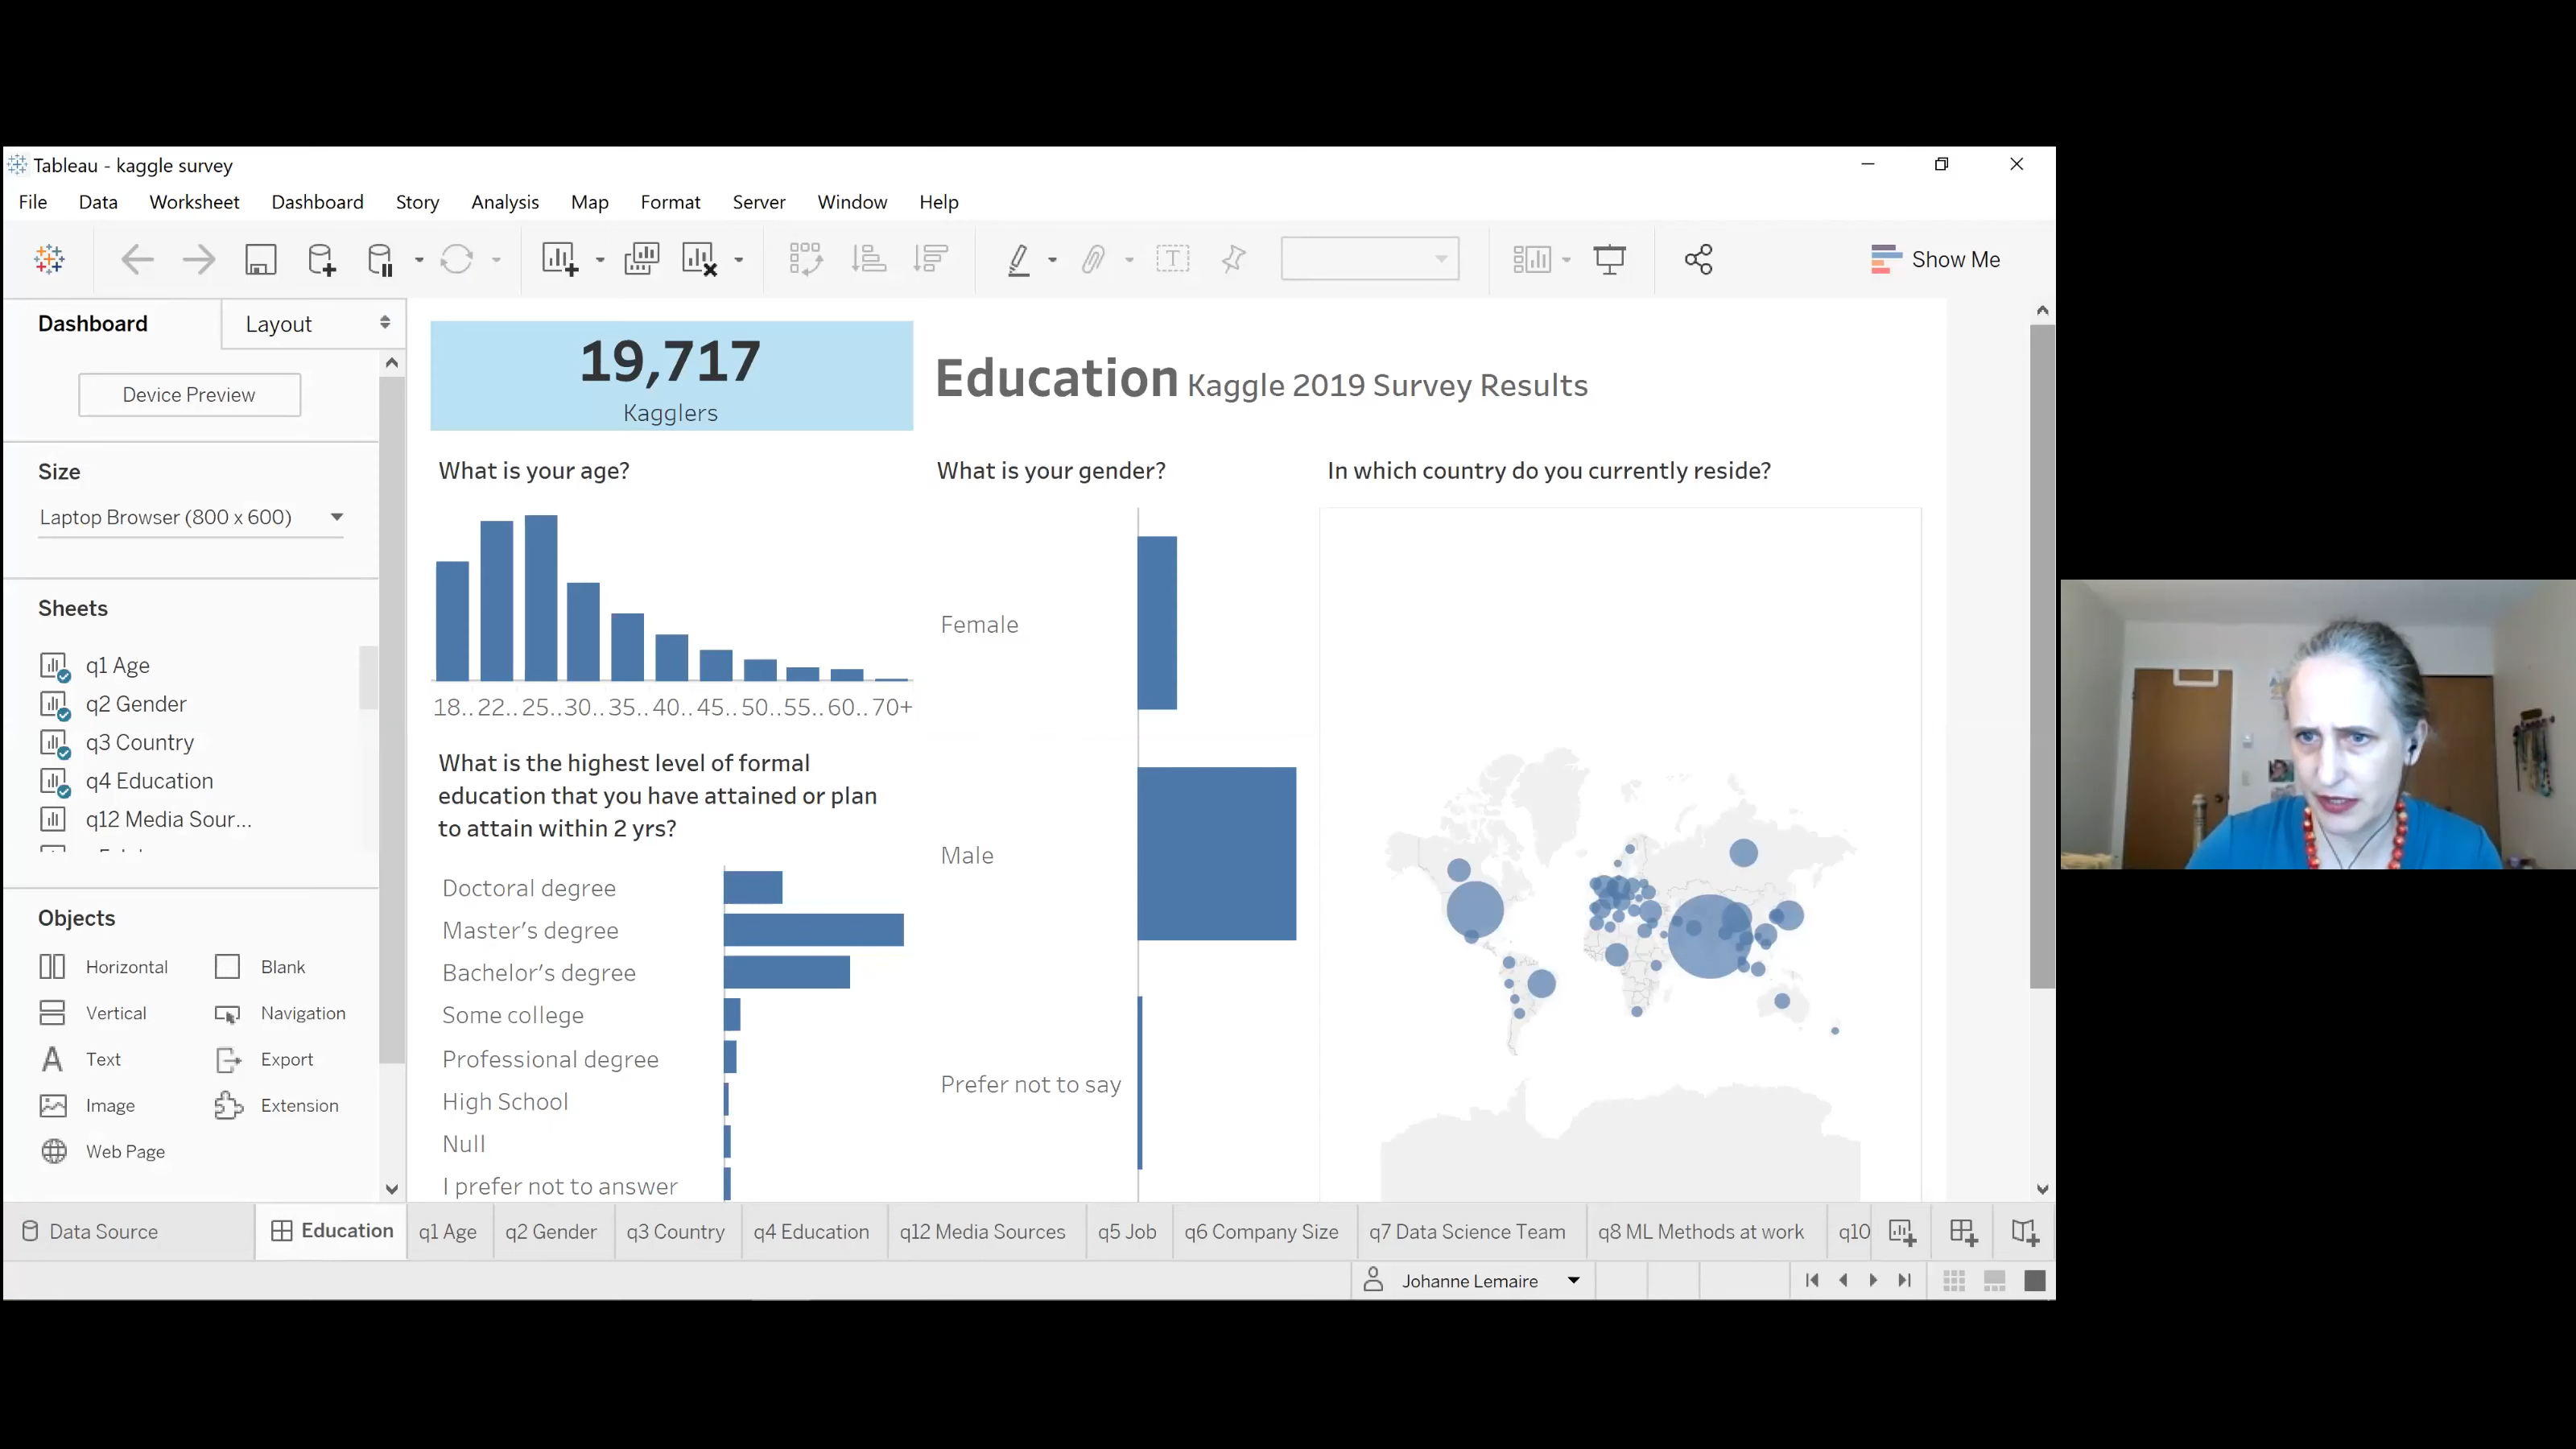 Tableau - kaggle survey
File Data Worksheet Dashboard Story Analysis Map Format Server Window Help
Show Me
Dashboard Layout
Device Preview
Size
Laptop Browser (800 x 600)
Sheets
q1 Age
q2 Gender
q3 Country
q4 Education
q12 Media Sour...
Objects
Horizontal Blank
Vertical Navigation
Text Export
Image Extension
Web Page
19,717
Kagglers
Education Kaggle 2019 Survey Results
What is your age?
18.. 22.. 25.. 30.. 35.. 40.. 45.. 50.. 55.. 60.. 70+
What is the highest level of formal
education that you have attained or plan
to attain within 2 yrs?
Doctoral degree
Master's degree
Bachelor's degree
Some college
Professional degree
High School
Null
I prefer not to answer
What is your gender?
Female
Male
Prefer not to say
In which country do you currently reside?
Data Source Education q1 Age q2 Gender q3 Country q4 Education q12 Media Sources q5 Job q6 Company Size q7 Data Science Team q8 ML Methods at work q10
Johanne Lemaire